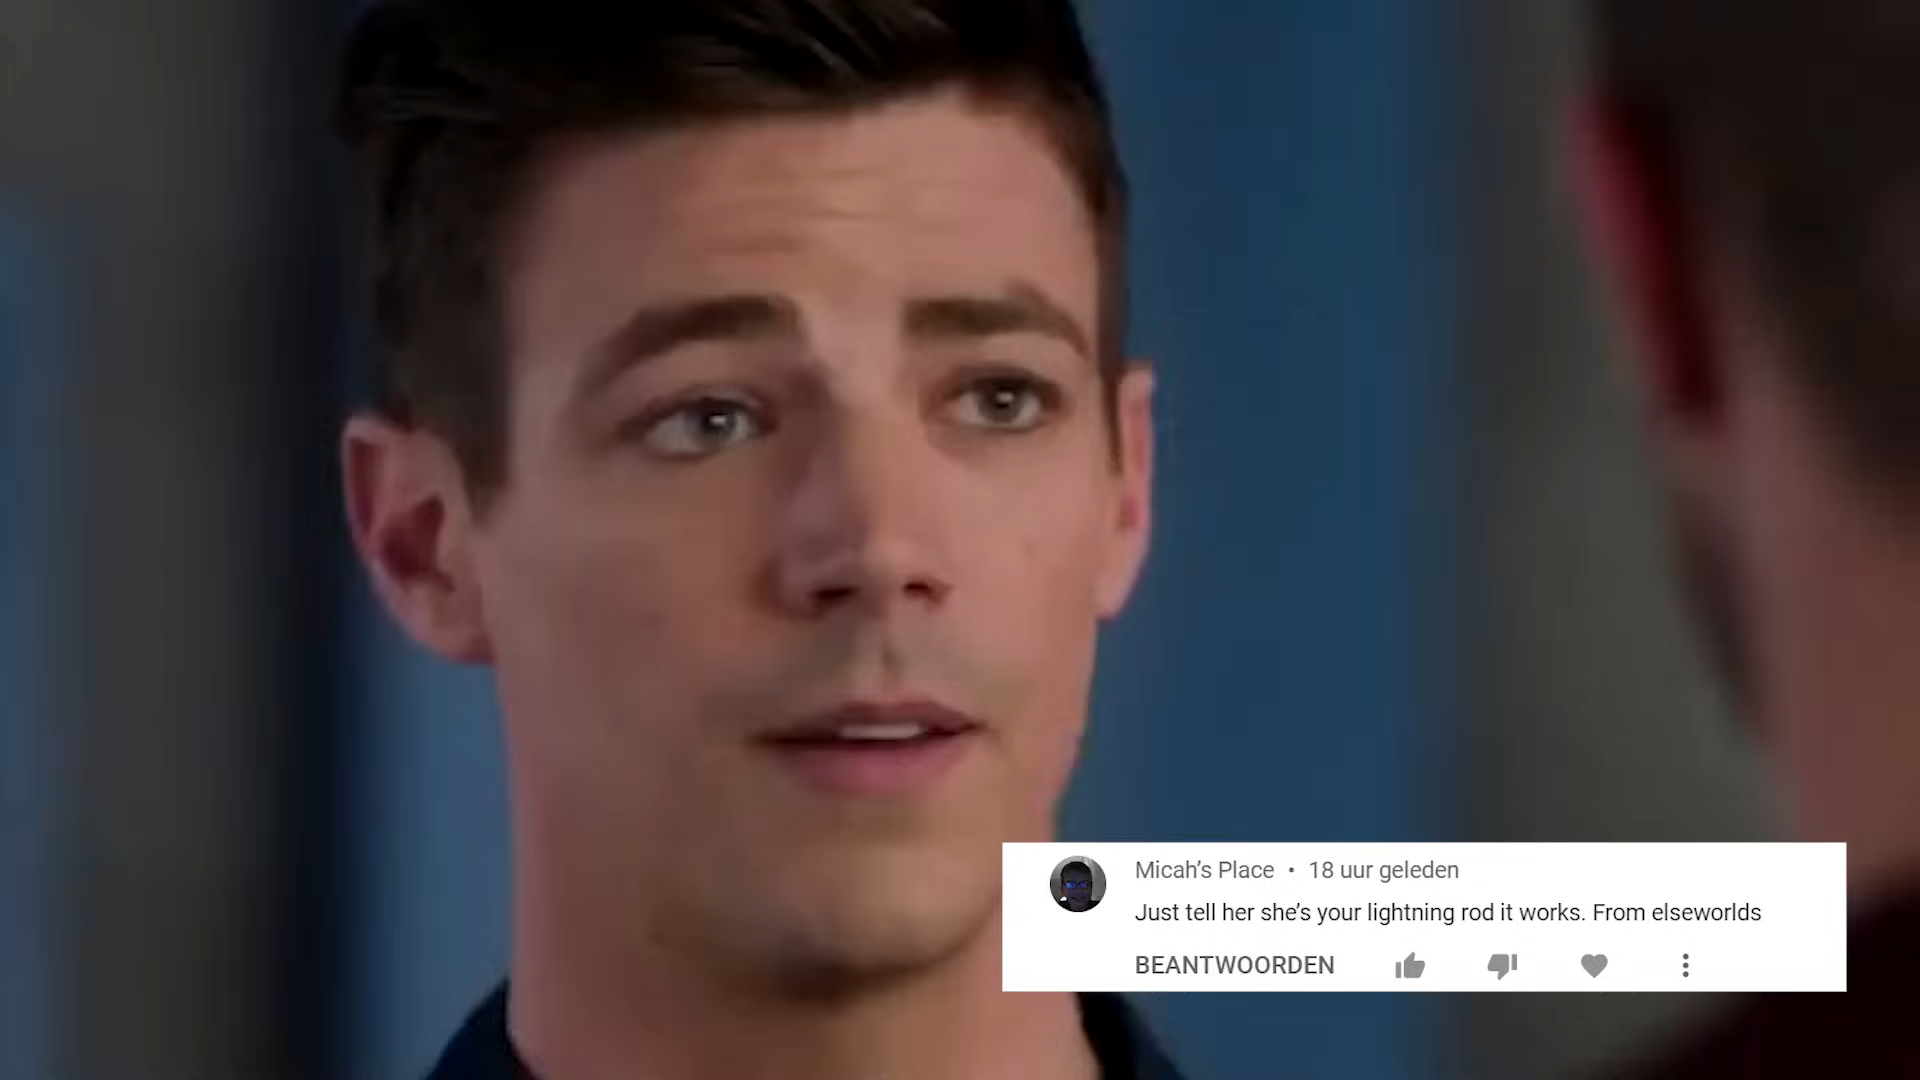 Micah’s Place • 18 uur geleden
Just tell her she’s your lightning rod it works. From elseworlds
BEANTWOORDEN